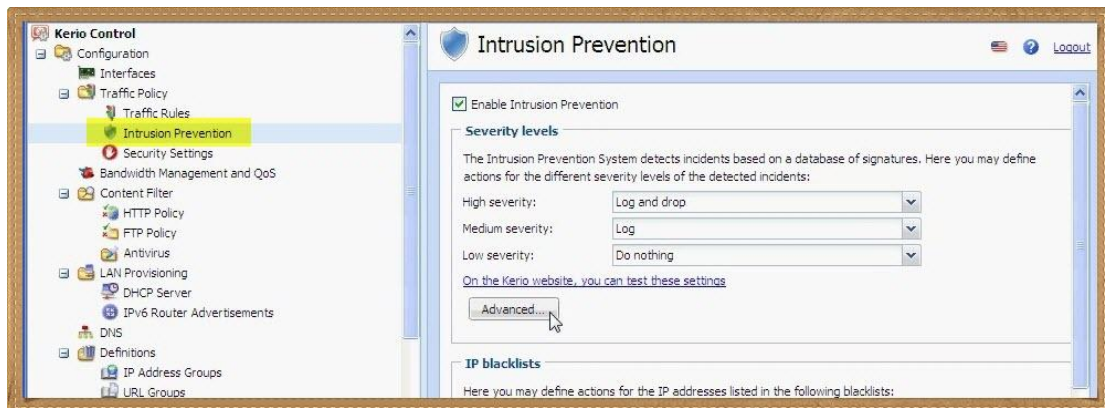 Kerio Control
Configuration
Interfaces
Traffic Policy
Traffic Rules
Intrusion Prevention
Security Settings
Bandwidth Management and QoS
Content Filter
HTTP Policy
FTP Policy
Antivirus
LAN Provisioning
DHCP Server
IPv6 Router Advertisements
DNS
Definitions
IP Address Groups
URL Groups
Intrusion Prevention
Logout
Enable Intrusion Prevention
Severity levels
The Intrusion Prevention System detects incidents based on a database of signatures. Here you may define
actions for the different severity levels of the detected incidents:
High severity: Log and drop
Medium severity: Log
Low severity: Do nothing
On the Kerio website, you can test these settings
Advanced...
IP blacklists
Here you may define actions for the IP addresses listed in the following blacklists: